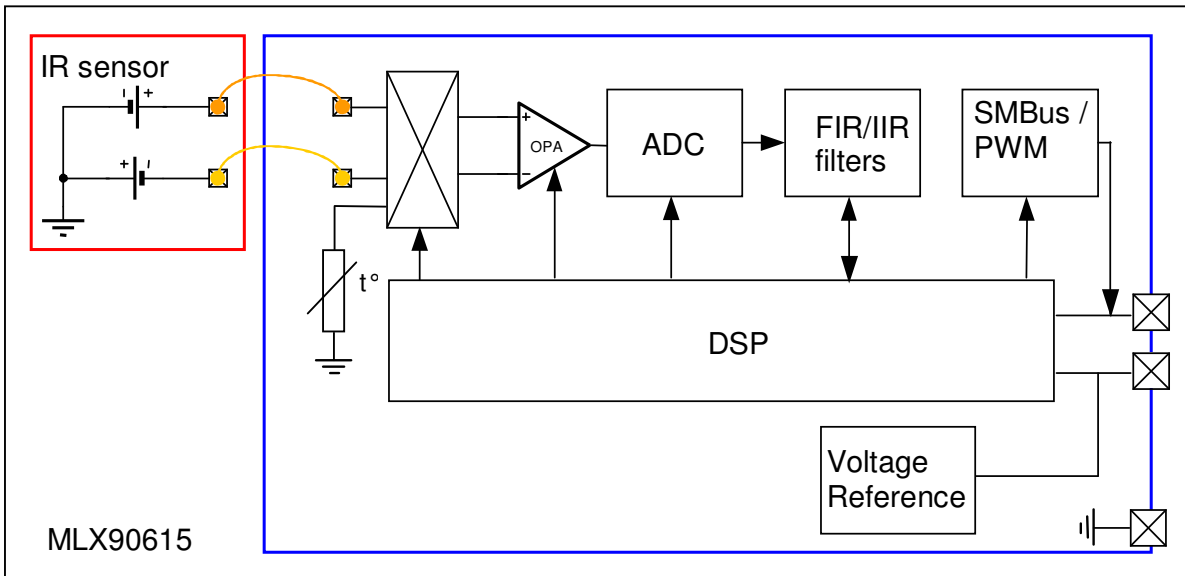 IR sensor
+
+
+
-
OPA
ADC
FIR/IIR
filters
SMBus /
PWM
t°
DSP
Voltage
Reference
MLX90615